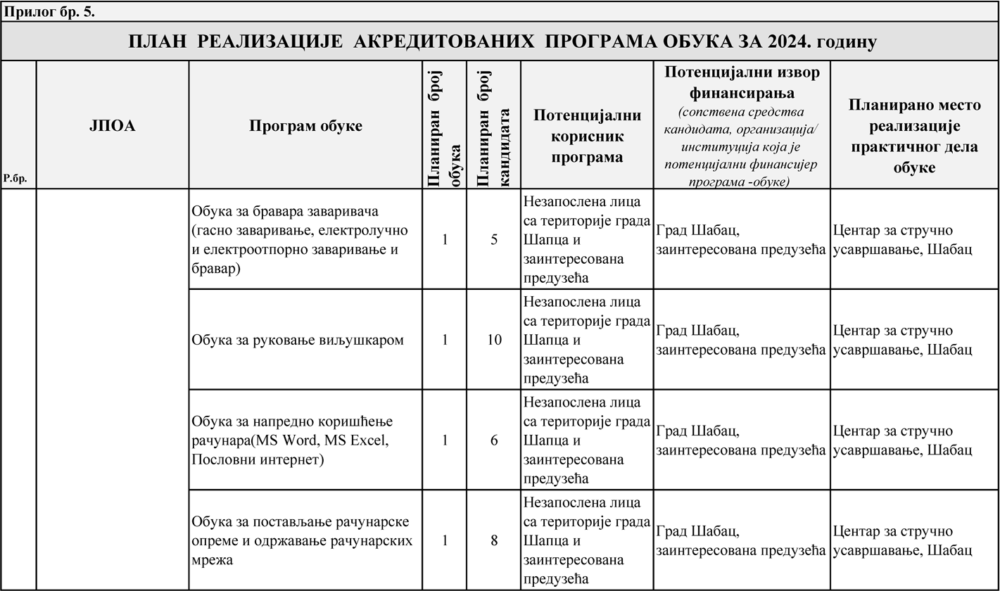 Прилог бр. 5.
ПЛАН РЕАЛИЗАЦИЈЕ АКРЕДИТОВАНИХ ПРОГРАМА ОБУКА ЗА 2024. годину
Р.бр.
ЈПОА
Програм обуке
Планиран број
обука
Планиран број
кандидата
Потенцијални
корисник
програма
Потенцијални извор
финансирања
(сопствена средства
кандидата, организација/
институција која је
потенцијални финансијер
програма -обуке)
Планирано место
реализације
практичног дела
обуке
Обука за бравара заваривача
(гасно заваривање, електролучно
и електроотпорно заваривање и
бравар)
1
5
Незапослена лица
са територије града
Шапца и
заинтересована
предузећа
Град Шабац,
заинтересована предузећа
Центар за стручно
усавршавање, Шабац
Обука за руковање виљушкаром
1
10
Незапослена лица
са територије града
Шапца и
заинтересована
предузећа
Град Шабац,
заинтересована предузећа
Центар за стручно
усавршавање, Шабац
Обука за напредно коришћење
рачунара(MS Word, MS Excel,
Пословни интернет)
1
6
Незапослена лица
са територије града
Шапца и
заинтересована
предузећа
Град Шабац,
заинтересована предузећа
Центар за стручно
усавршавање, Шабац
Обука за постављање рачунарске
опреме и одржавање рачунарских
мрежа
1
8
Незапослена лица
са територије града
Шапца и
заинтересована
предузећа
Град Шабац,
заинтересована предузећа
Центар за стручно
усавршавање, Шабац